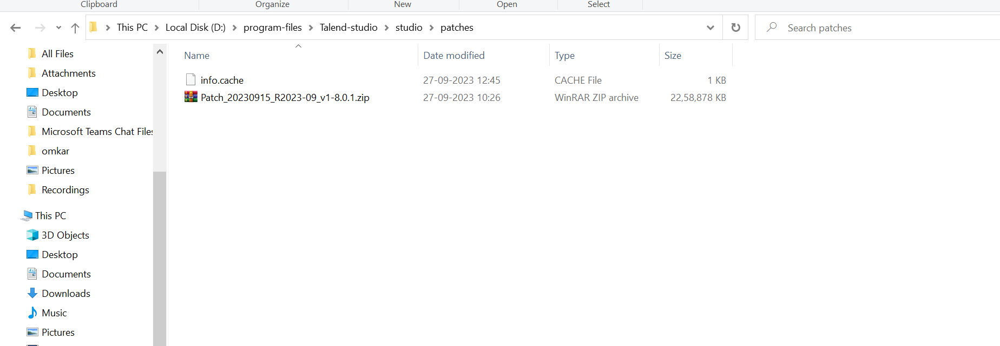 Clipboard Organize New Open Select
This PC Local Disk (D:) program-files Talend-studio studio patches Search patches
All Files
Attachments
Desktop
Documents
Microsoft Teams Chat Files
omkar
Pictures
Recordings
This PC
3D Objects
Desktop
Documents
Downloads
Music
Pictures
Name Date modified Type Size
info.cache 27-09-2023 12:45 CACHE File 1 KB
Patch_20230915_R2023-09_v1-8.0.1.zip 27-09-2023 10:26 WinRAR ZIP archive 22,58,878 KB